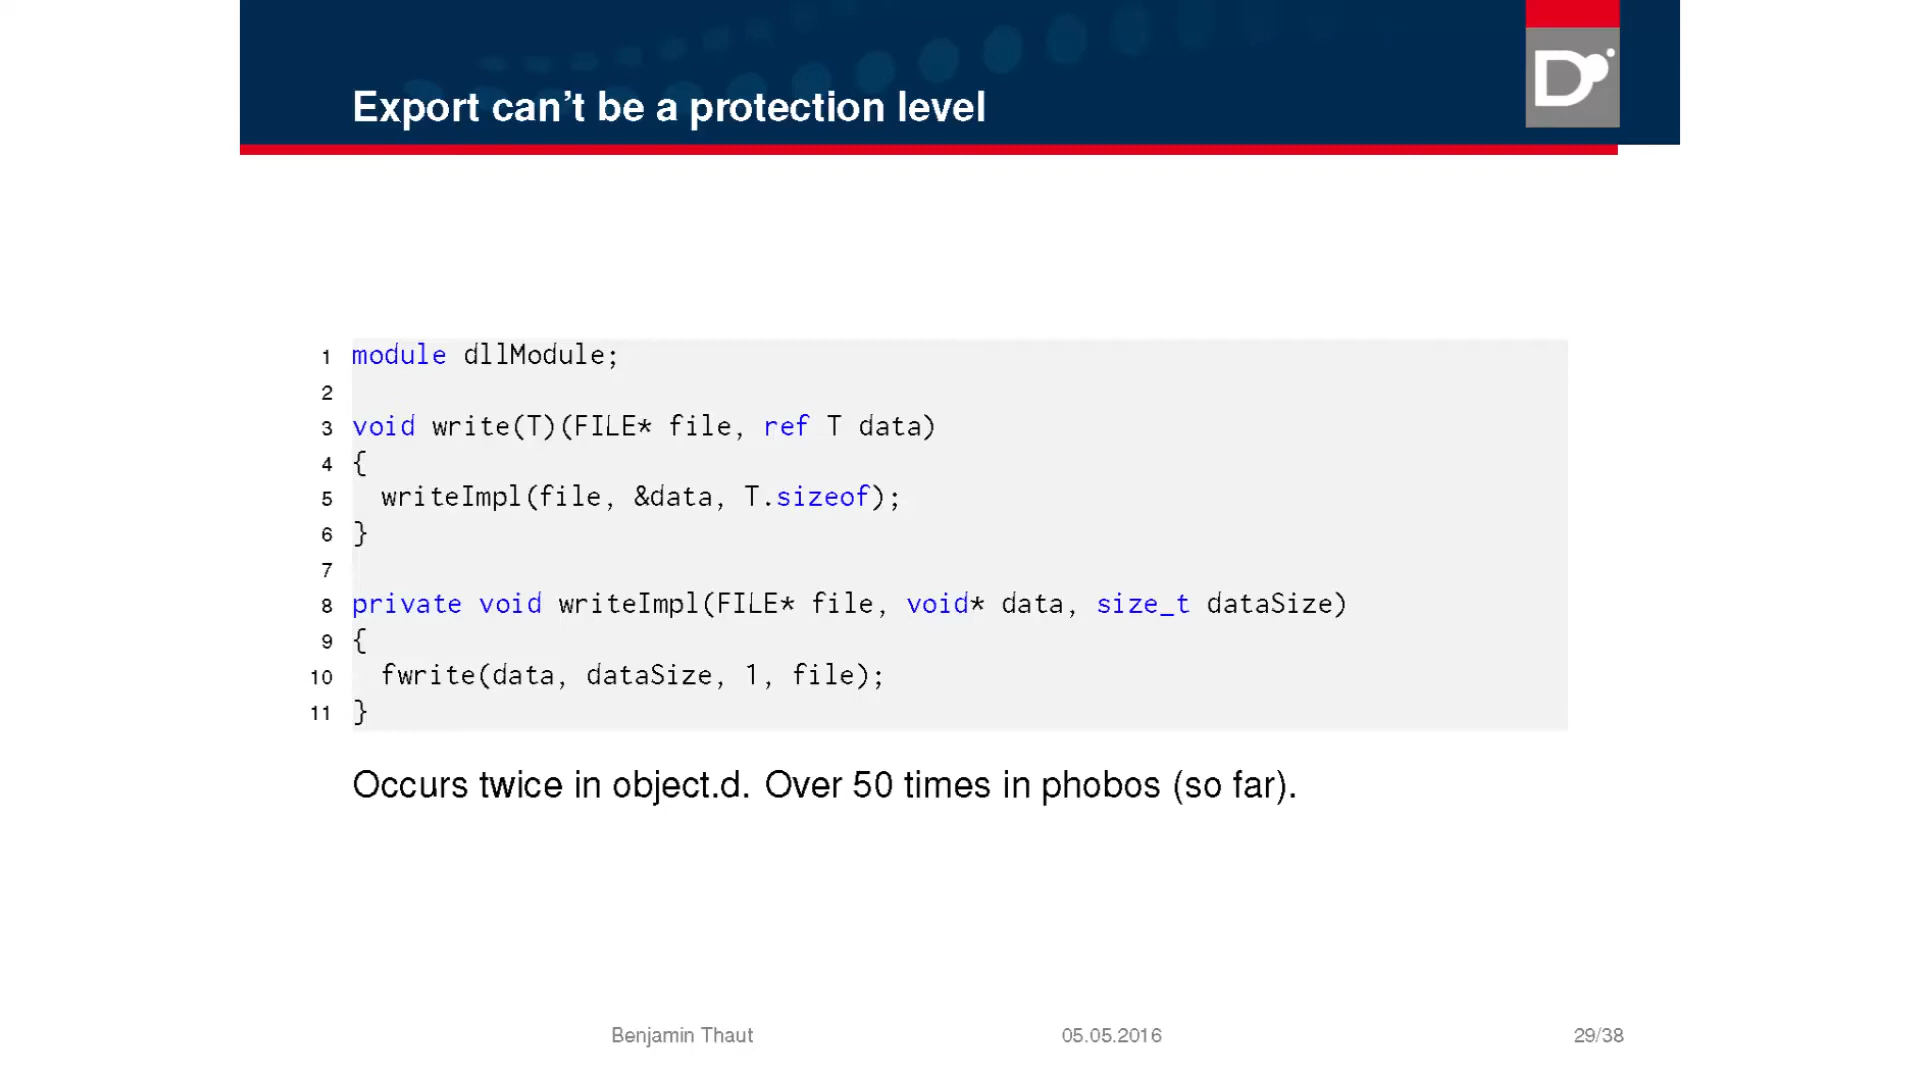 Export can't be a protection level
D
1 module dllModule;
2
3 void write(T)(FILE* file, ref T data)
4 {
5 writeImpl(file, &data, T.sizeof);
6 }
7
8 private void writeImpl(FILE* file, void* data, size_t dataSize)
9 {
10 fwrite(data, dataSize, 1, file);
11 }
Occurs twice in object.d. Over 50 times in phobos (so far).
Benjamin Thaut 05.05.2016 29/38